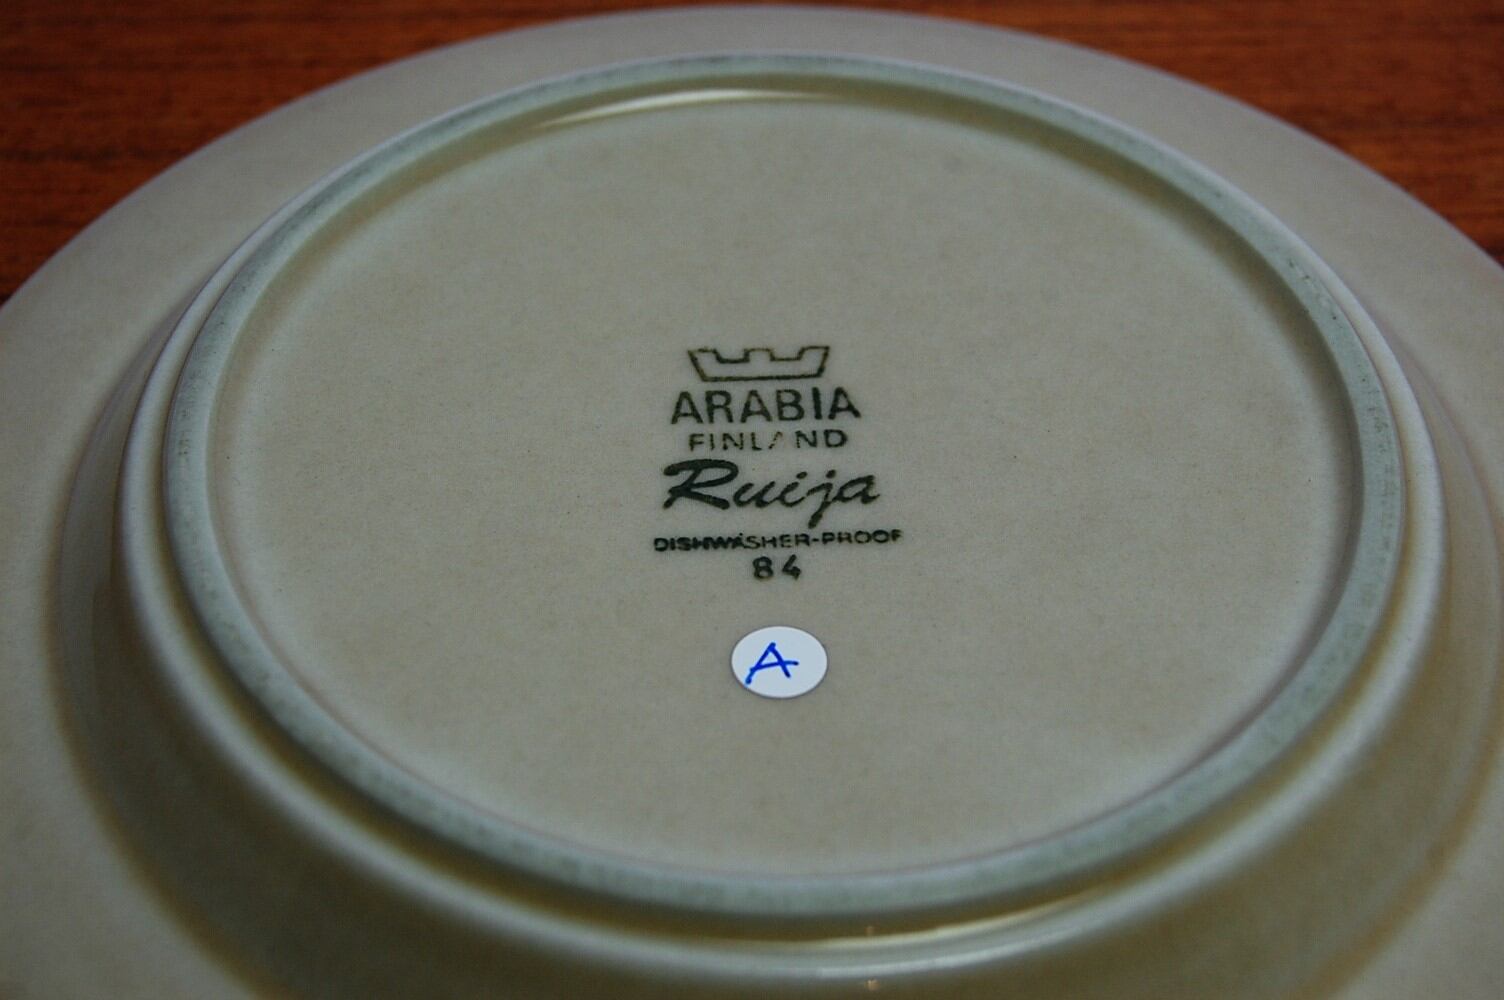 ARABIA
FINLAND
Ruija
DISHWASHER-PROOF
84
A